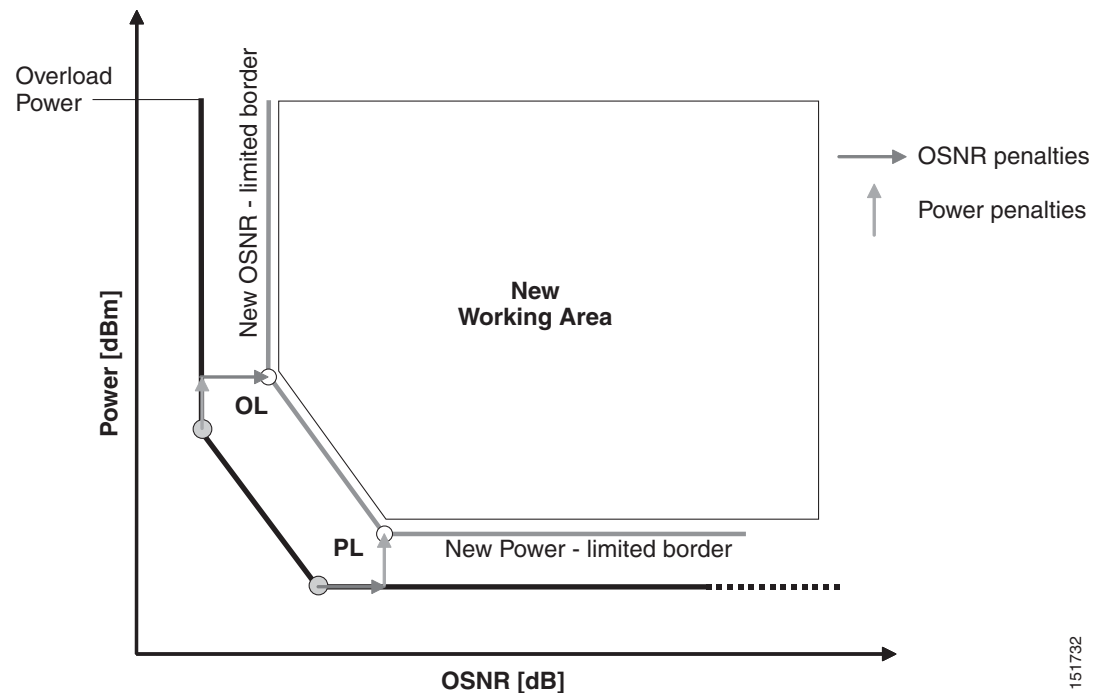 Overload
Power
New OSNR - limited border
OSNR penalties
Power penalties
New
Working Area
Power [dBm]
OL
PL
New Power - limited border
OSNR [dB]
151732